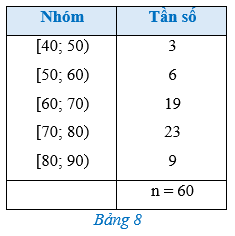 Nhóm Tần số
[40; 50) 3
[50; 60) 6
[60; 70) 19
[70; 80) 23
[80; 90) 9
n = 60
Bảng 8